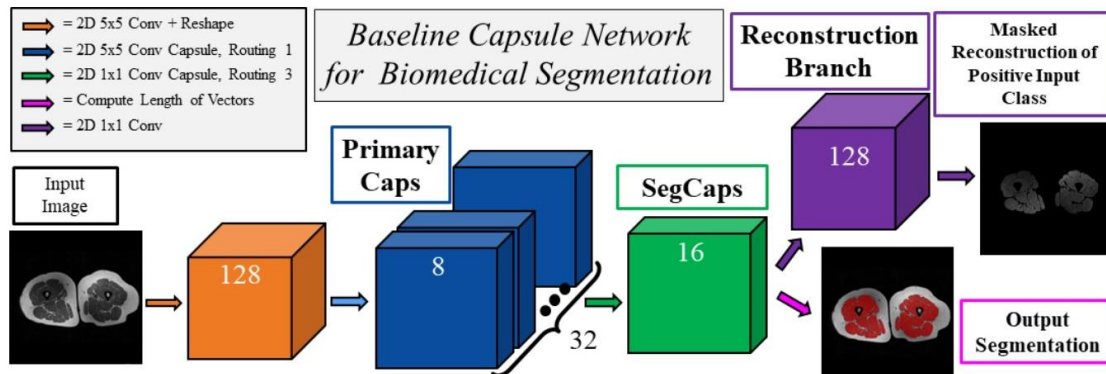 = 2D 5x5 Conv + Reshape
= 2D 5x5 Conv Capsule, Routing 1
= 2D 1x1 Conv Capsule, Routing 3
= Compute Length of Vectors
= 2D 1x1 Conv
Baseline Capsule Network
for Biomedical Segmentation
Reconstruction
Branch
Masked
Reconstruction of
Positive Input
Class
Input
Image
128
Primary
Caps
8
32
SegCaps
16
128
Output
Segmentation